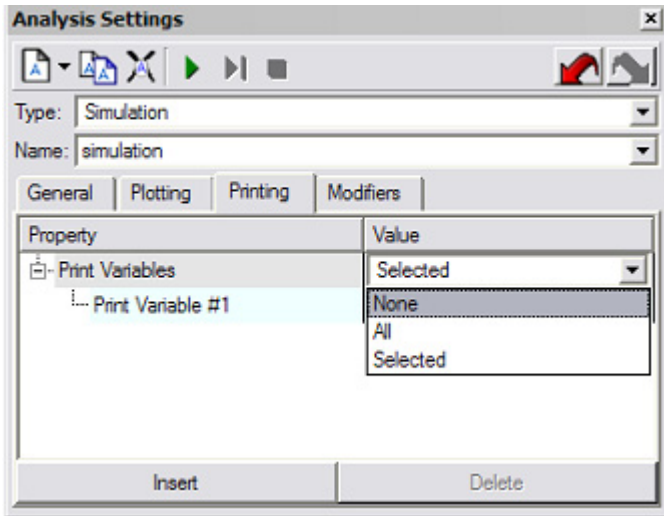 Analysis Settings
Type: Simulation
Name: simulation
General Plotting Printing Modifiers
Property Value
Print Variables Selected
Print Variable #1 None
All
Selected
Insert Delete